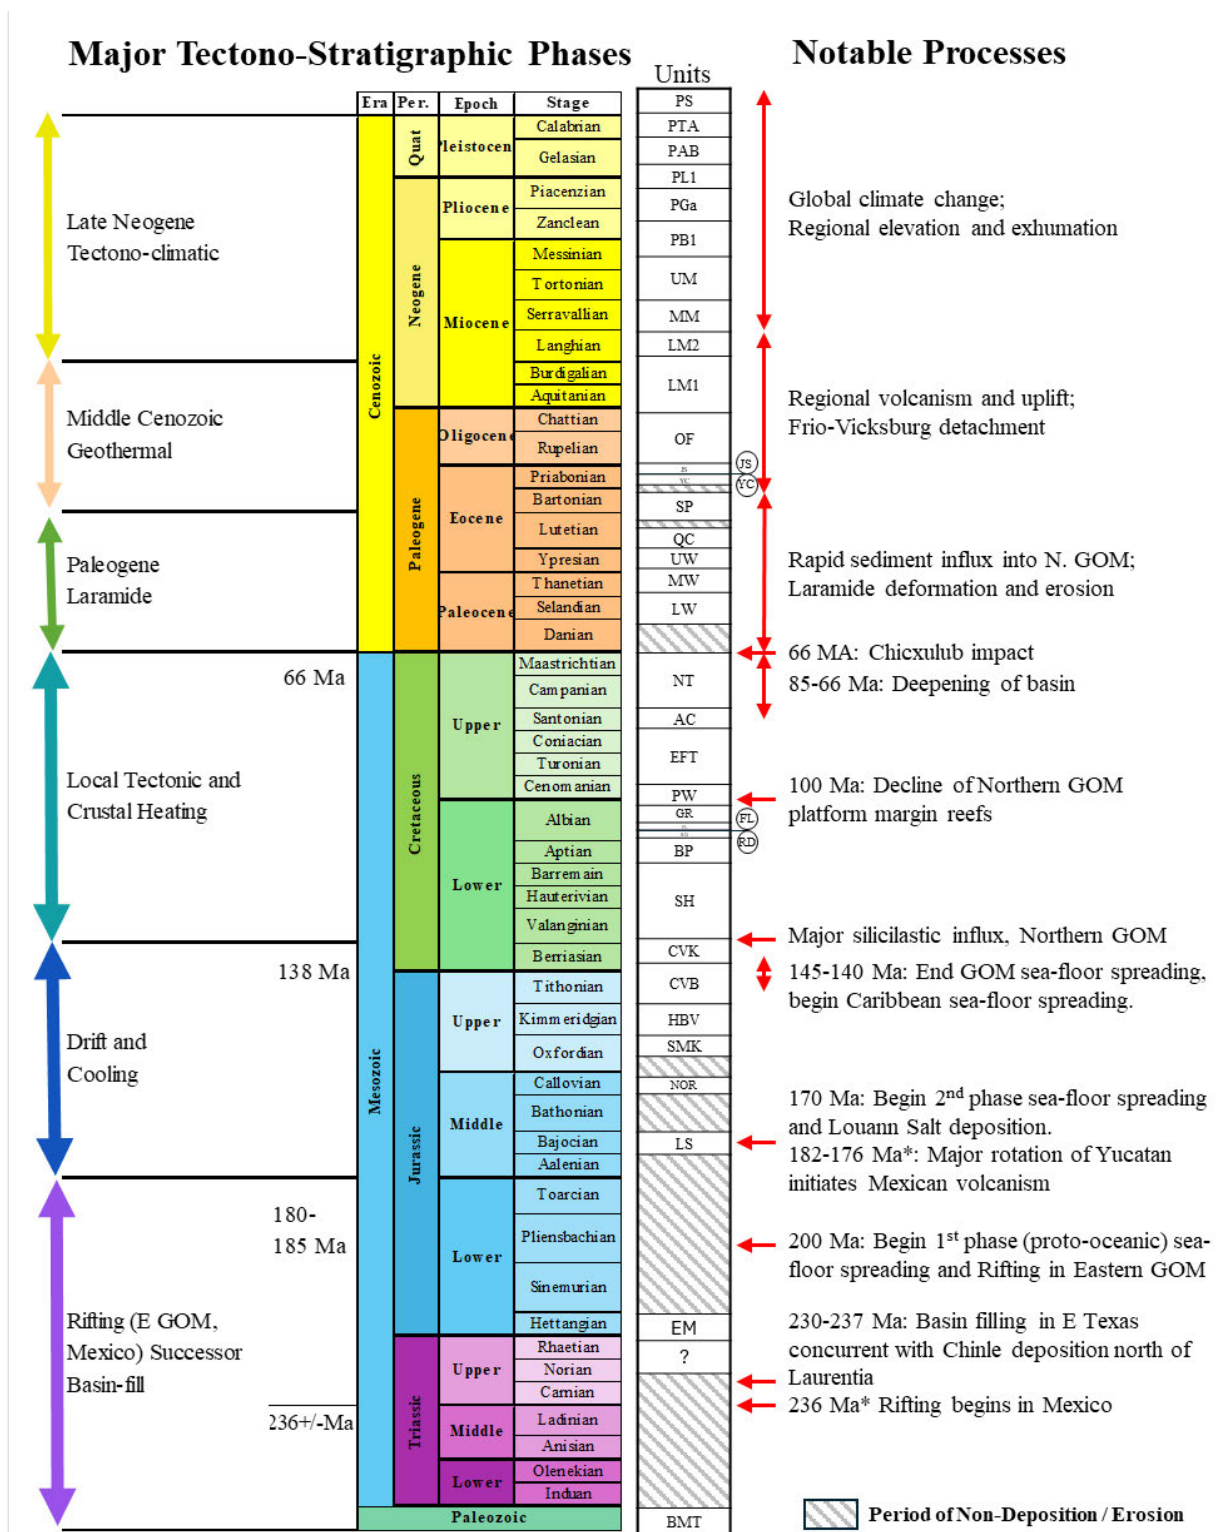 Major Tectono-Stratigraphic Phases
Units
Notable Processes
Era
Per.
Epoch
Stage
Late Neogene
Tectono-climatic
Middle Cenozoic
Geothermal
Paleogene
Laramide
66 Ma
Local Tectonic and
Crustal Heating
138 Ma
Drift and
Cooling
180-
185 Ma
Rifting (E GOM,
Mexico) Successor
Basin-fill
236+/-Ma
Cenozoic
Mesozoic
Paleozoic
Quat
Neogene
Paleogene
Cretaceous
Jurassic
Triassic
Pleistocen
Pliocene
Miocene
Oligocene
Eocene
Paleocene
Upper
Lower
Upper
Middle
Lower
Upper
Middle
Lower
Calabrian
Gelasian
Piacenzian
Zanclean
Messinian
Tortonian
Serravallian
Langhian
Burdigalian
Aquitanian
Chattian
Rupelian
Priabonian
Bartonian
Lutetian
Ypresian
Thanetian
Selandian
Danian
Maastrichtian
Campanian
Santonian
Coniacian
Turonian
Cenomanian
Albian
Aptian
Barremain
Hauterivian
Valanginian
Berriasian
Tithonian
Kimmeridgian
Oxfordian
Callovian
Bathonian
Bajocian
Aalenian
Toarcian
Pliensbachian
Sinemurian
Hettangian
Rhaetian
Norian
Carnian
Ladinian
Anisian
Olenekian
Induan
PS
PTA
PAB
PL1
PGa
PB1
UM
MM
LM2
LM1
OF
JS
JS
YC
YC
SP
QC
UW
MW
LW
NT
AC
EFT
PW
GR
FL
RD
BP
SH
CVK
CVB
HBV
SMK
NOR
LS
EM
?
BMT
Global climate change;
Regional elevation and exhumation
Regional volcanism and uplift;
Frio-Vicksburg detachment
Rapid sediment influx into N. GOM;
Laramide deformation and erosion
66 MA: Chicxulub impact
85-66 Ma: Deepening of basin
100 Ma: Decline of Northern GOM
platform margin reefs
Major silicilastic influx, Northern GOM
145-140 Ma: End GOM sea-floor spreading,
begin Caribbean sea-floor spreading.
170 Ma: Begin 2nd phase sea-floor spreading
and Louann Salt deposition.
182-176 Ma*: Major rotation of Yucatan
initiates Mexican volcanism
200 Ma: Begin 1st phase (proto-oceanic) sea-
floor spreading and Rifting in Eastern GOM
230-237 Ma: Basin filling in E Texas
concurrent with Chinle deposition north of
Laurentia
236 Ma* Rifting begins in Mexico
Period of Non-Deposition / Erosion